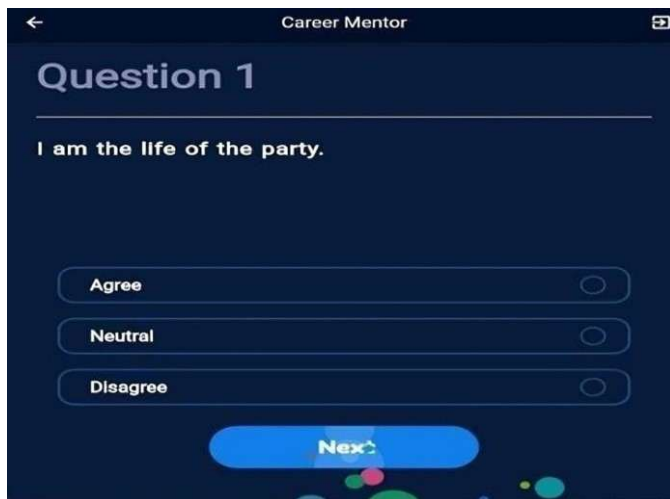 Career Mentor
Question 1
I am the life of the party.
Agree
Neutral
Disagree
Next